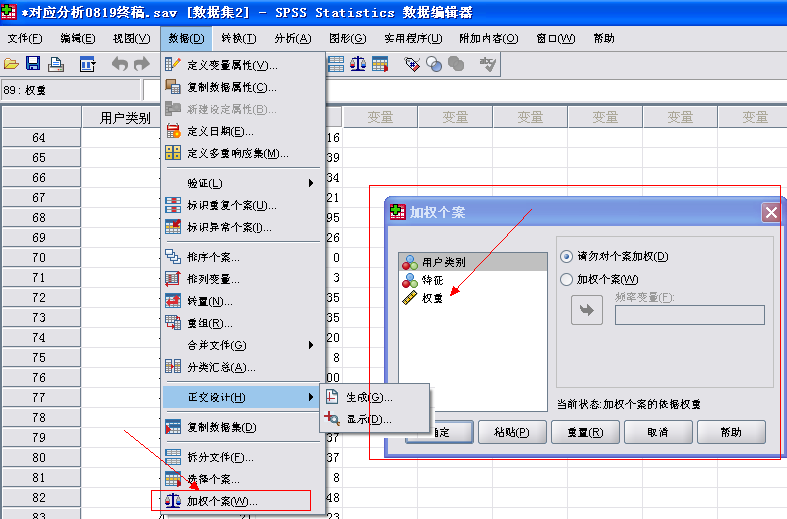 *对应分析0819终稿.sav [数据集2] - SPSS Statistics 数据编辑器
文件(F) 编辑(E) 视图(V) 数据(D) 转换(T) 分析(A) 图形(G) 实用程序(U) 附加内容(O) 窗口(W) 帮助
89:权重
用户类别
变量 变量 变量 变量 变量 变量
64 16
65 39
66 34
67 21
68 95
69 26
70 0
71 3
72 35
73 35
74 20
75 8
76 00
77
78
79 37
80 37
81 8
82 48
83 23
定义变量属性(V)...
复制数据属性(C)...
新建设定属性(B)...
定义日期(E)...
定义多重响应集(M)...
验证(L)
标识重复个案(U)...
标识异常个案(I)...
排序个案...
排列变量...
转置(N)...
重组(R)...
合并文件(G)
分类汇总(A)...
正交设计(H)
复制数据集(D)
拆分文件(F)...
选择个案...
加权个案(W)...
生成(G)...
显示(D)...
加权个案
用户类别
特征
权重
请勿对个案加权(D)
加权个案(W)
频率变量(F):
当前状态:加权个案的依据权重
确定 粘贴(P) 重置(R) 取消 帮助